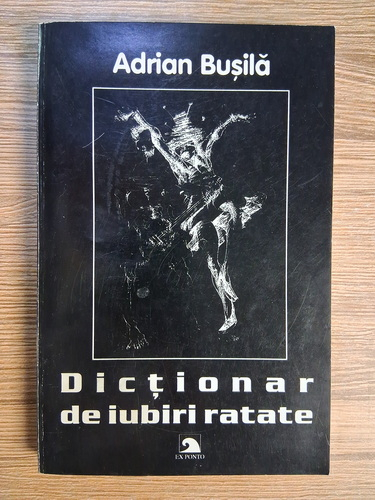 Adrian Bușilă
Dicționar
de iubiri ratate
EX PONTO